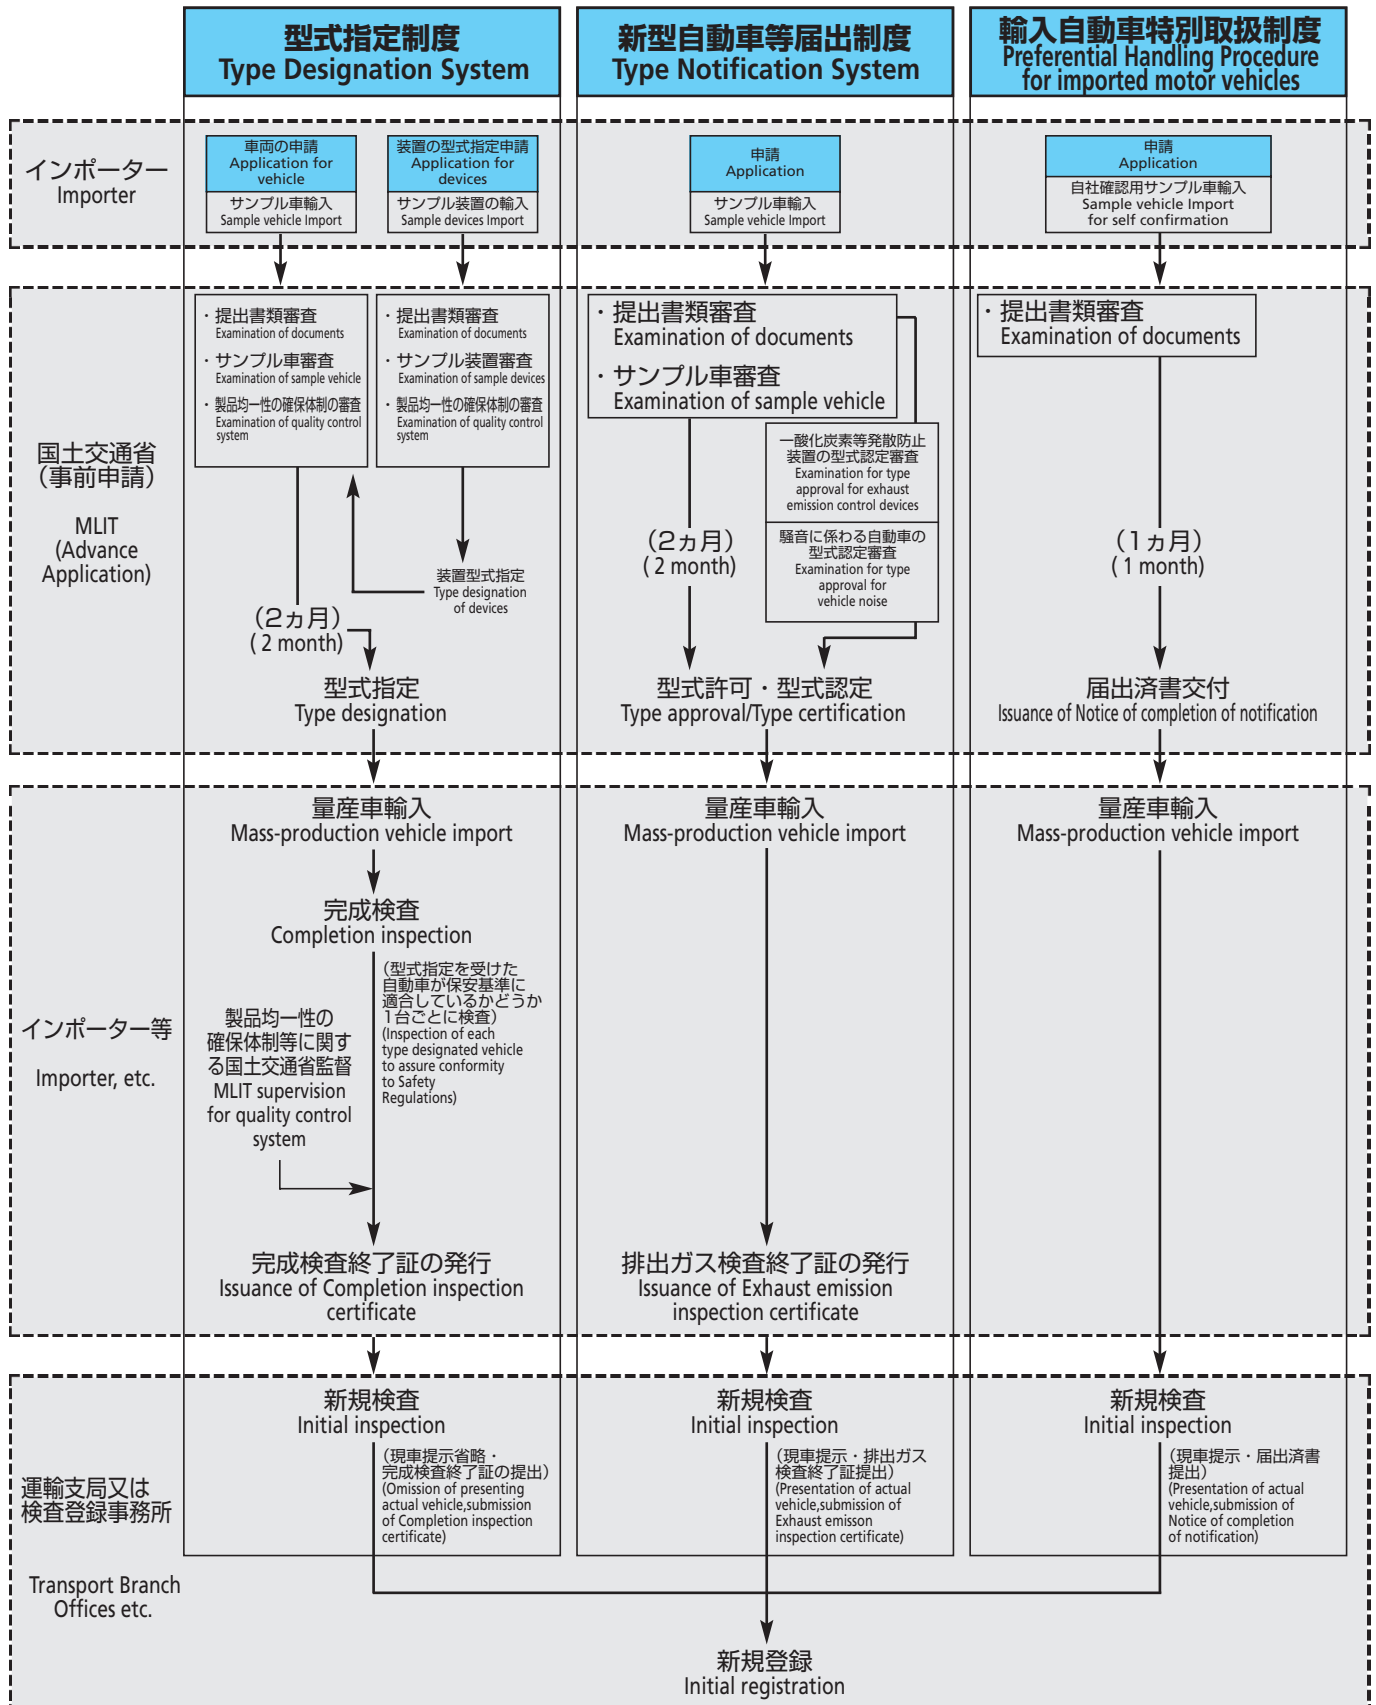 型式指定制度
Type Designation System
新型自動車等届出制度
Type Notification System
輸入自動車特別取扱制度
Preferential Handling Procedure
for imported motor vehicles
インポーター
Importer
車両の申請
Application for
vehicle
サンプル車輸入
Sample vehicle Import
装置の型式指定申請
Application for
devices
サンプル装置の輸入
Sample devices Import
申請
Application
サンプル車輸入
Sample vehicle Import
申請
Application
自社確認用サンプル車輸入
Sample vehicle Import
for self confirmation
国土交通省
(事前申請)
MLIT
(Advance
Application)
・提出書類審査
Examination of documents
・サンプル車審査
Examination of sample vehicle
・製品均一性の確保体制の審査
Examination of quality control
system
・提出書類審査
Examination of documents
・サンプル装置審査
Examination of sample devices
・製品均一性の確保体制の審査
Examination of quality control
system
装置型式指定
Type designation
of devices
(2ヵ月)
( 2 month)
型式指定
Type designation
・提出書類審査
Examination of documents
・サンプル車審査
Examination of sample vehicle
一酸化炭素等発散防止
装置の型式認定審査
Examination for type
approval for exhaust
emission control devices
騒音に係わる自動車の
型式認定審査
Examination for type
approval for
vehicle noise
(2ヵ月)
( 2 month)
型式許可・型式認定
Type approval/Type certification
・提出書類審査
Examination of documents
(1ヵ月)
( 1 month)
届出済書交付
Issuance of Notice of completion of notification
インポーター等
Importer, etc.
量産車輸入
Mass-production vehicle import
完成検査
Completion inspection
(型式指定を受けた
自動車が保安基準に
適合しているかどうか
1台ごとに検査)
(Inspection of each
type designated vehicle
to assure conformity
to Safety
Regulations)
製品均一性の
確保体制等に関す
る国土交通省監督
MLIT supervision
for quality control
system
完成検査終了証の発行
Issuance of Completion inspection
certificate
量産車輸入
Mass-production vehicle import
排出ガス検査終了証の発行
Issuance of Exhaust emission
inspection certificate
量産車輸入
Mass-production vehicle import
運輸支局又は
検査登録事務所
Transport Branch
Offices etc.
新規検査
Initial inspection
(現車提示省略・
完成検査終了証の提出)
(Omission of presenting
actual vehicle,submission
of Completion inspection
certificate)
新規検査
Initial inspection
(現車提示・排出ガス
検査終了証提出)
(Presentation of actual
vehicle,submission of
Exhaust emisson
inspection certificate)
新規検査
Initial inspection
(現車提示・届出済書
提出)
(Presentation of actual
vehicle,submission of
Notice of completion
of notification)
新規登録
Initial registration